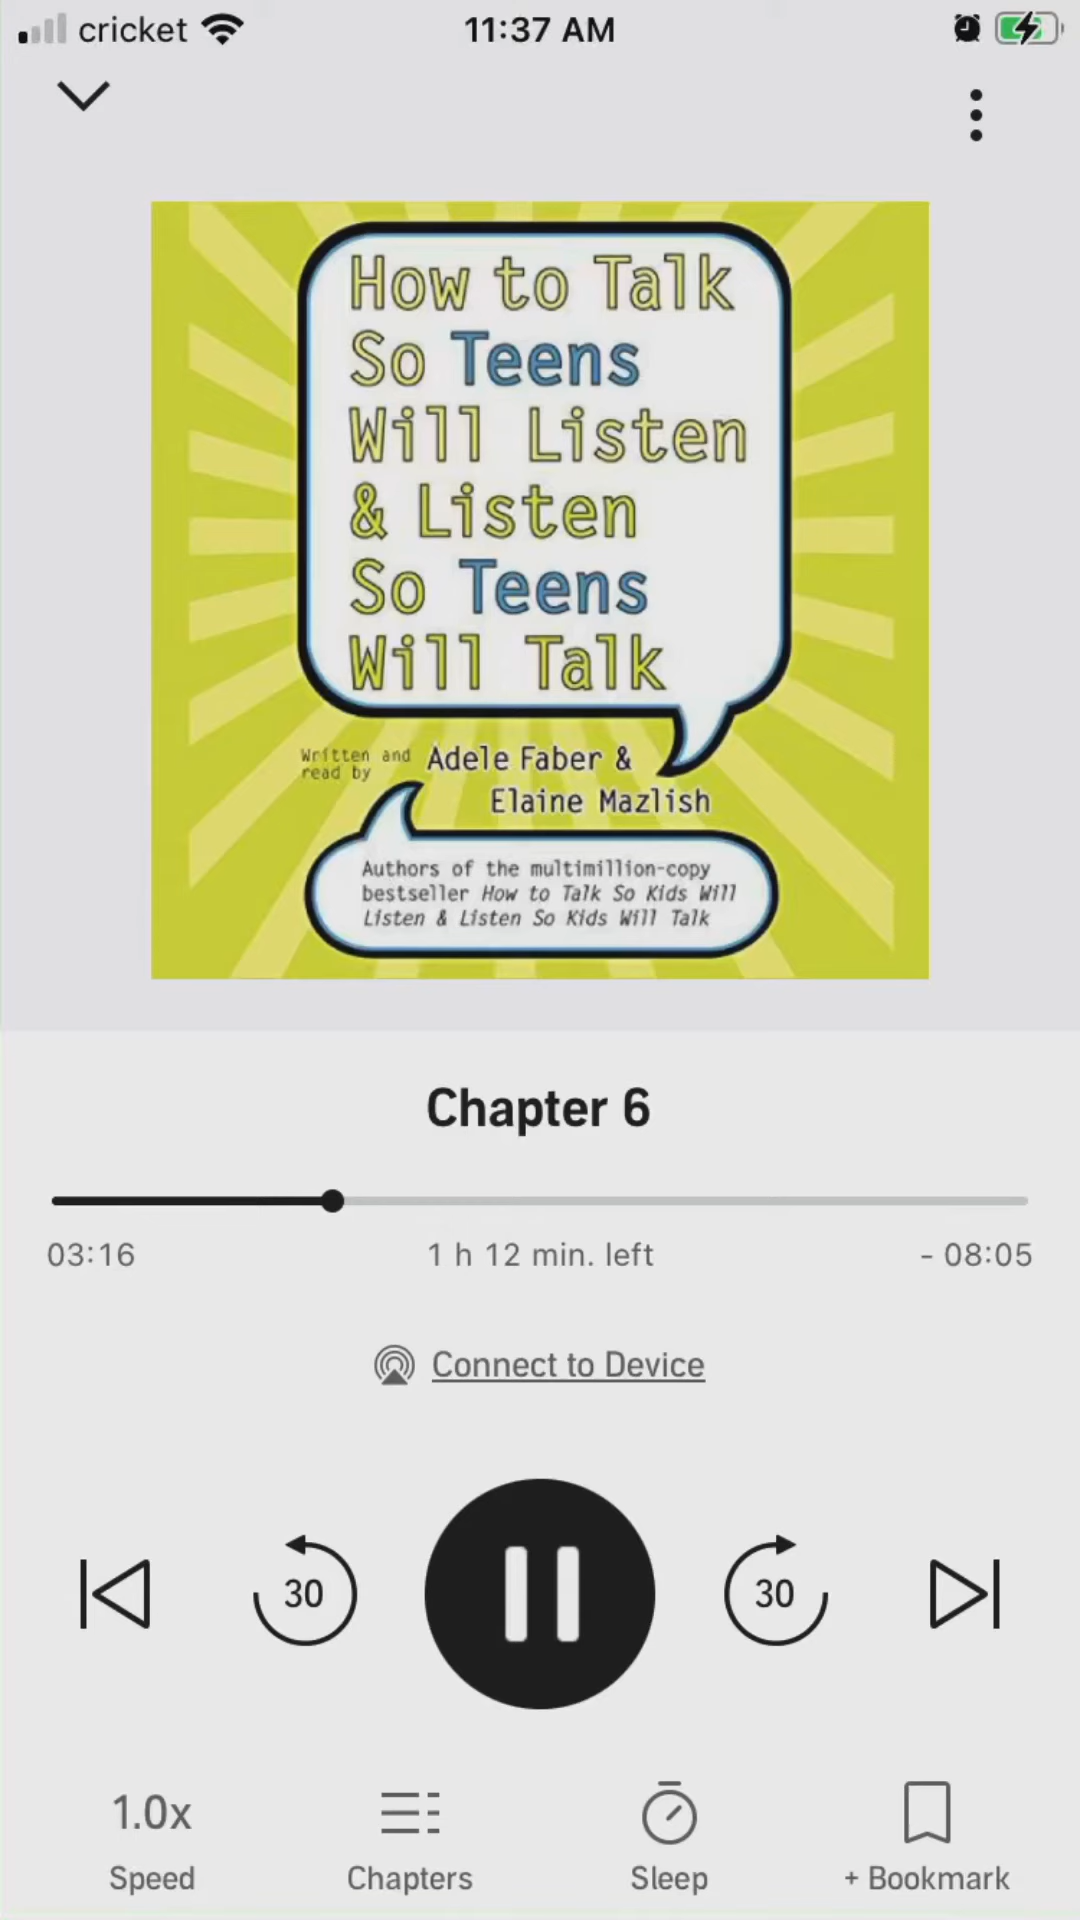 cricket 11:37 AM
How to Talk
So Teens
Will Listen
& Listen
So Teens
Will Talk
Written and
read by
Adele Faber &
Elaine Mazlish
Authors of the multimillion-copy
bestseller How to Talk So Kids Will
Listen & Listen So Kids Will Talk
Chapter 6
03:16 1 h 12 min. left - 08:05
Connect to Device
30 30
1.0x
Speed Chapters Sleep + Bookmark